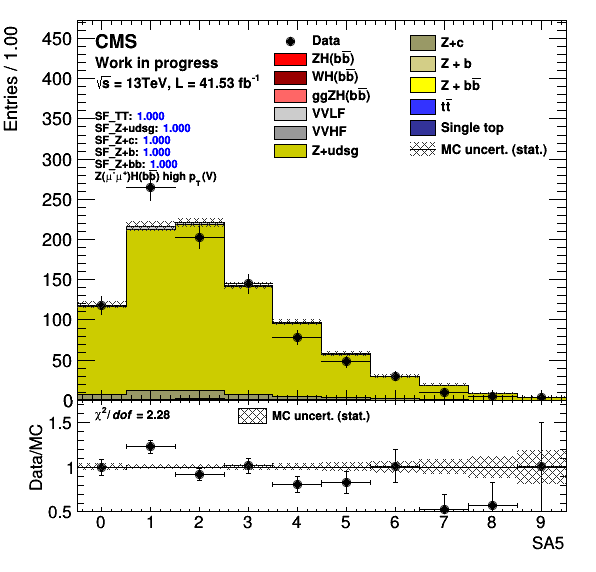 CMS
Work in progress
√s = 13TeV, L = 41.53 fb⁻¹
SF_TT: 1.000
SF_Z+udsg: 1.000
SF_Z+c: 1.000
SF_Z+b: 1.000
SF_Z+bb: 1.000
Z(μ⁻μ⁺)H(bb̅) high p_T(V)
Data
ZH(bb̅)
WH(bb̅)
ggZH(bb̅)
VVLF
VVHF
Z+udsg
Z+c
Z + b
Z + bb̅
tt̅
Single top
MC uncert. (stat.)
Entries / 1.00
450
400
350
300
250
200
150
100
50
0
χ²/dof = 2.28
MC uncert. (stat.)
Data/MC
1.5
1
0.5
0 1 2 3 4 5 6 7 8 9
SA5